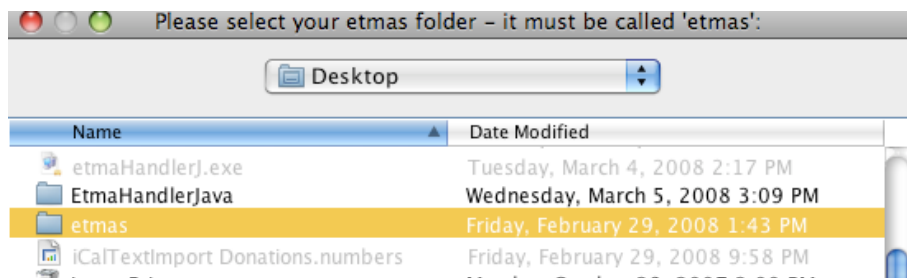 Please select your etmas folder – it must be called 'etmas':
Desktop
Name Date Modified
etmaHandlerJ.exe Tuesday, March 4, 2008 2:17 PM
EtmaHandlerJava Wednesday, March 5, 2008 3:09 PM
etmas Friday, February 29, 2008 1:43 PM
iCalTextImport Donations.numbers Friday, February 29, 2008 9:58 PM